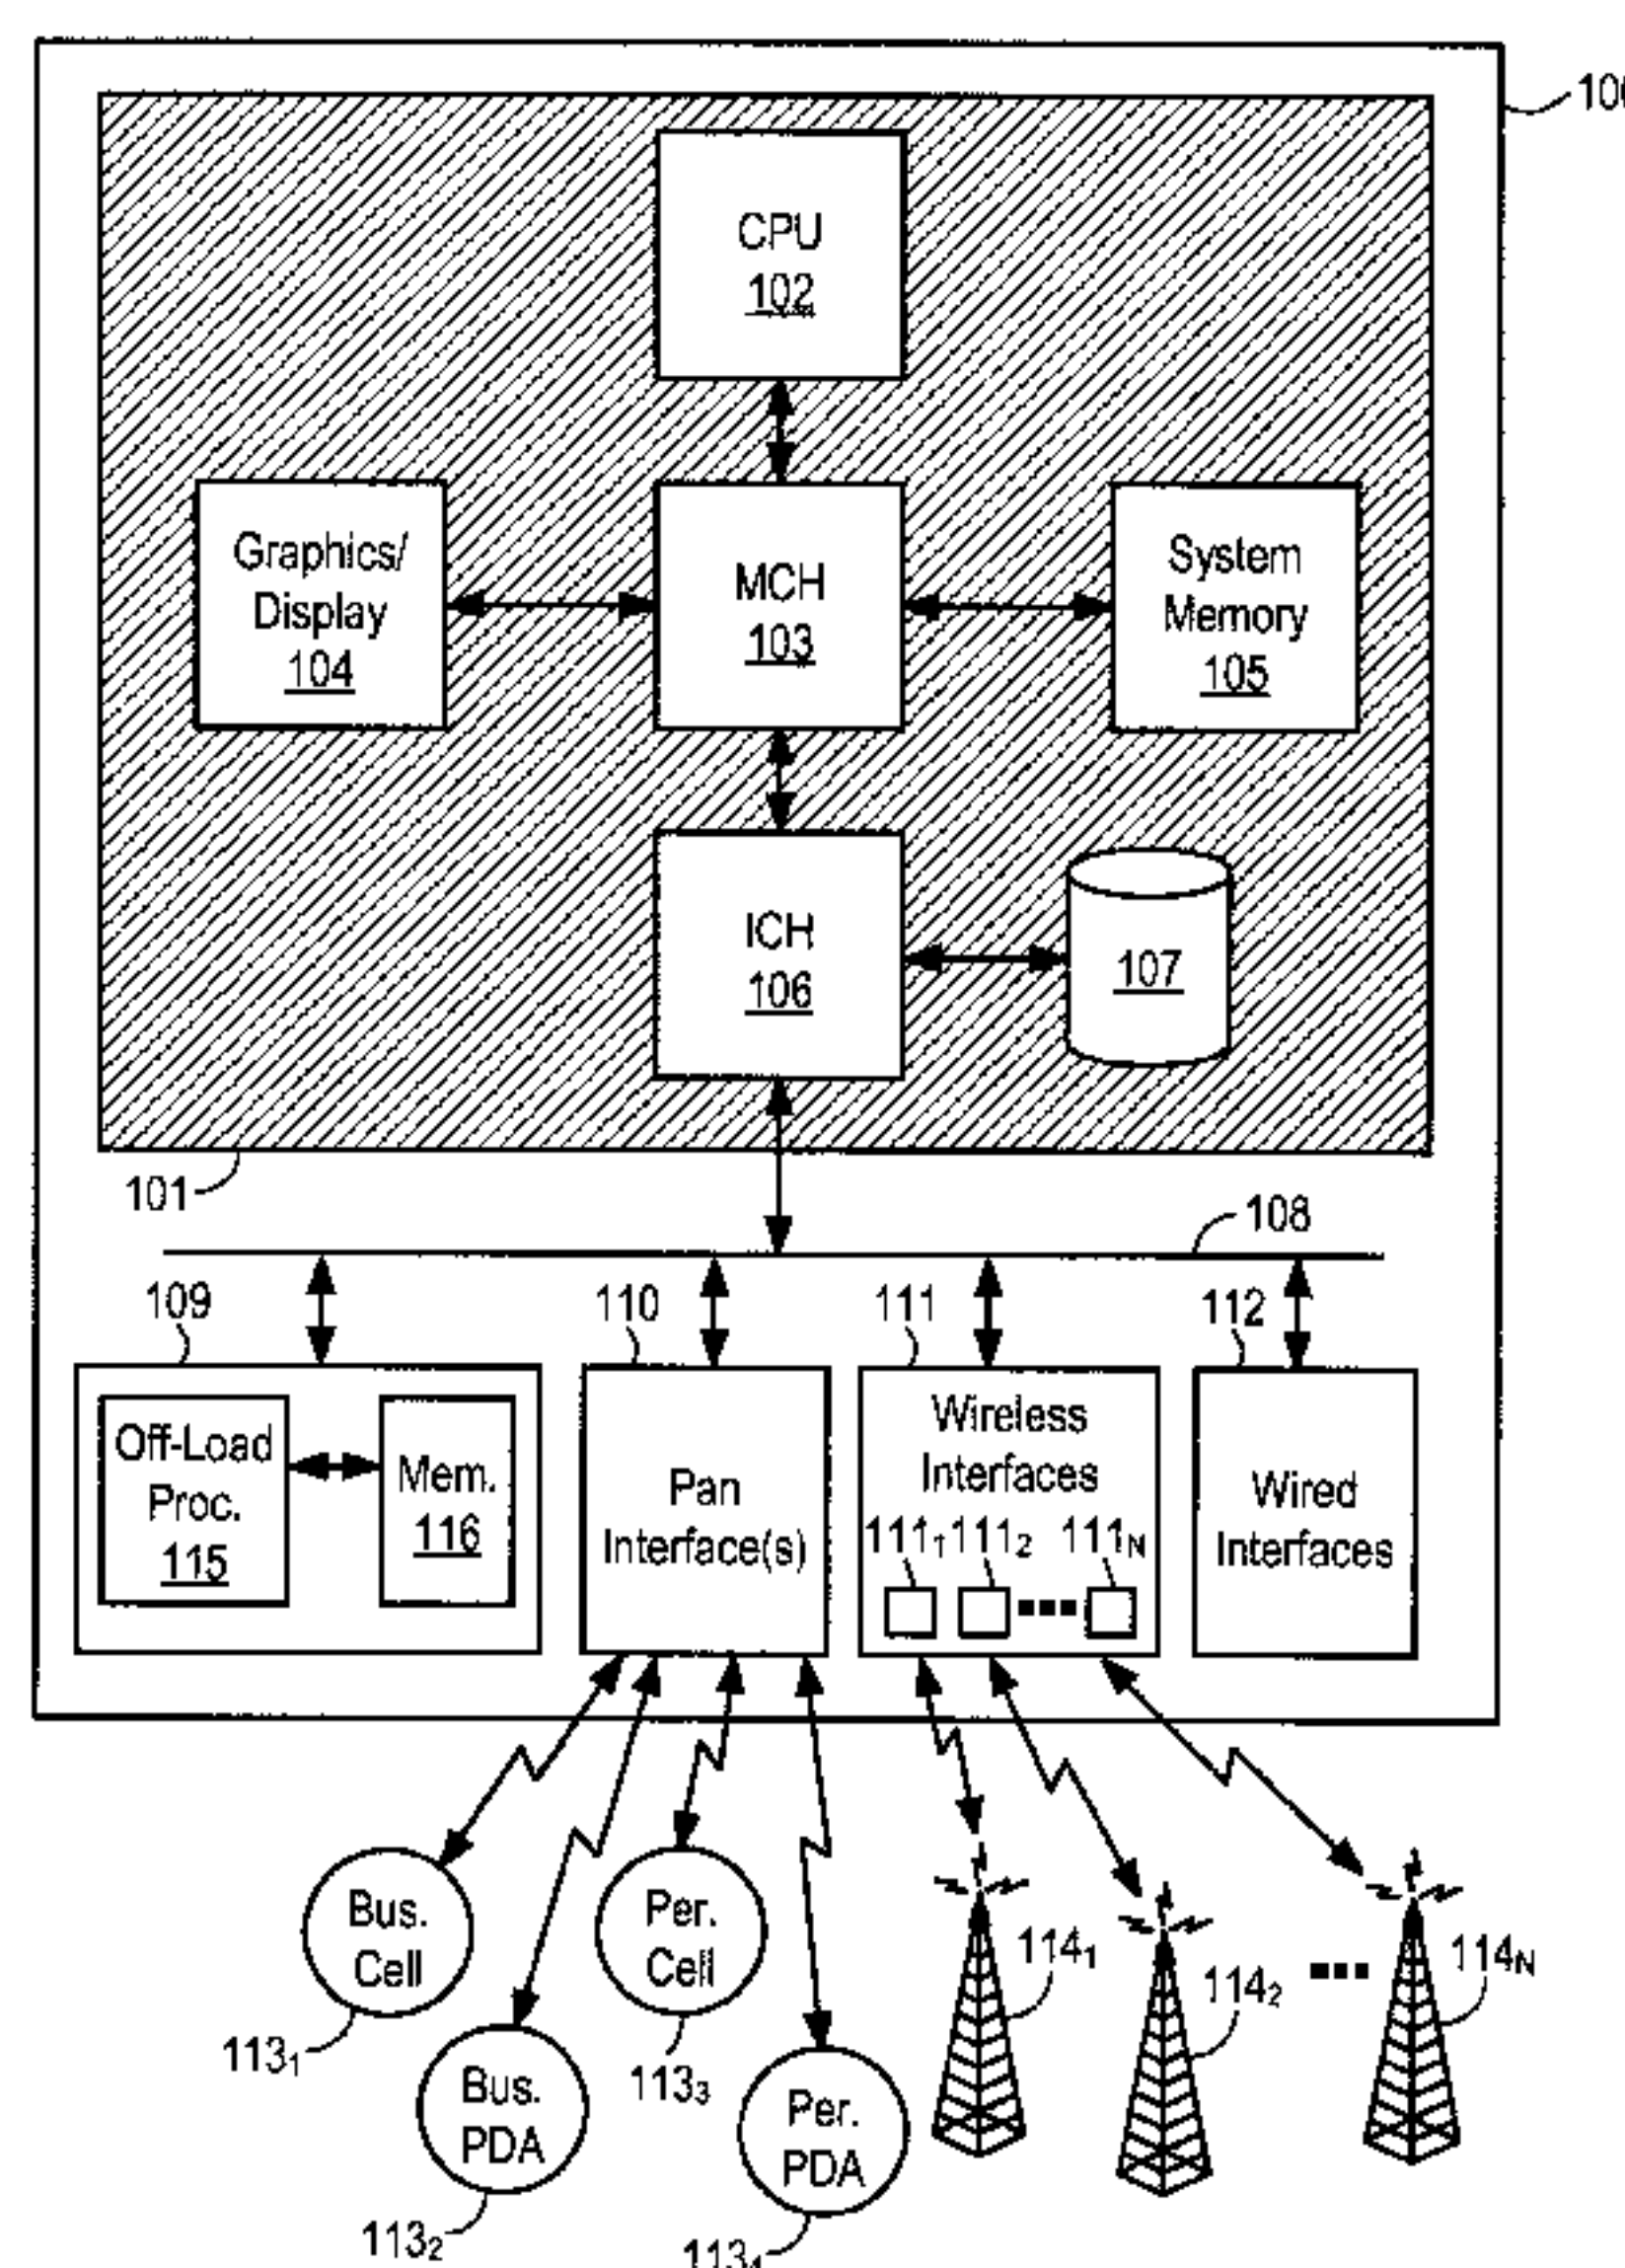 100
CPU
102
Graphics/
Display
104
MCH
103
System
Memory
105
ICH
106
107
101
108
109
110
111
112
Off-Load
Proc.
115
Mem.
116
Pan
Interface(s)
Wireless
Interfaces
111₁ 111₂ 111N
Wired
Interfaces
Bus.
Cell
113₁
Bus.
PDA
113₂
Per.
Cell
113₃
Per.
PDA
113₄
114₁
114₂
114N